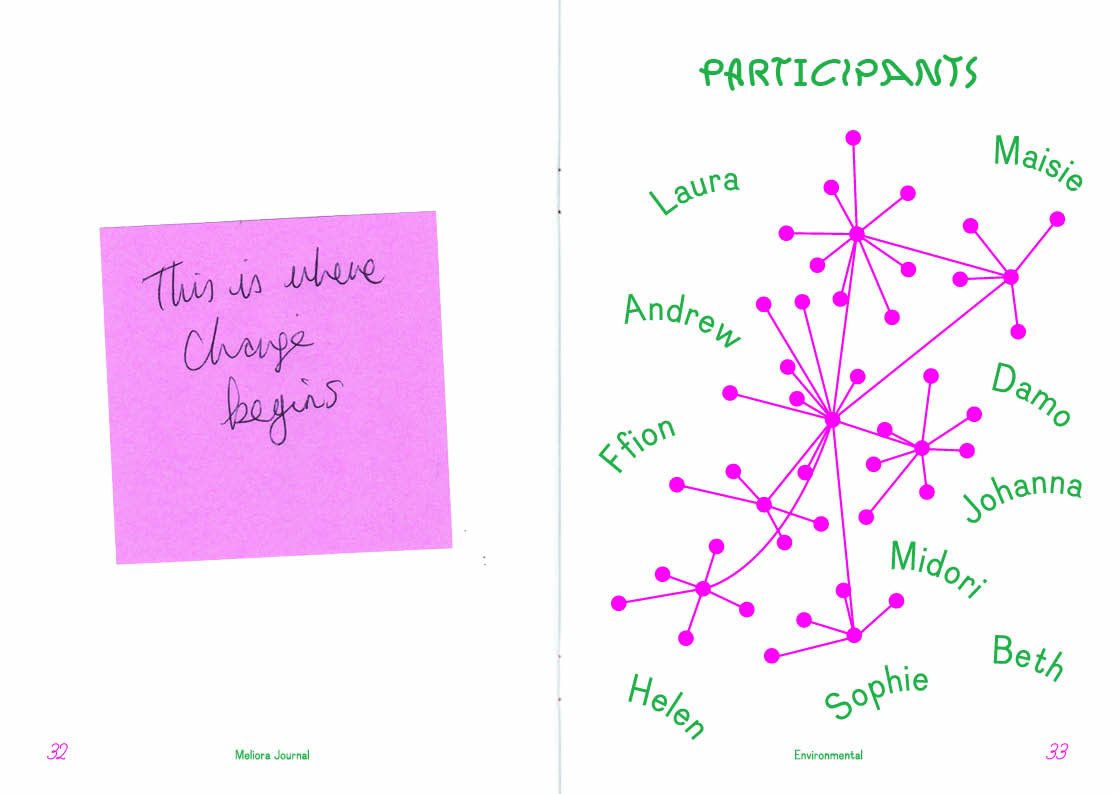 This is where
Change
begins
32
Meliora Journal
PARTICIPANTS
Laura
Maisie
Andrew
Damo
Ffion
Johanna
Midori
Beth
Helen
Sophie
Environmental
33